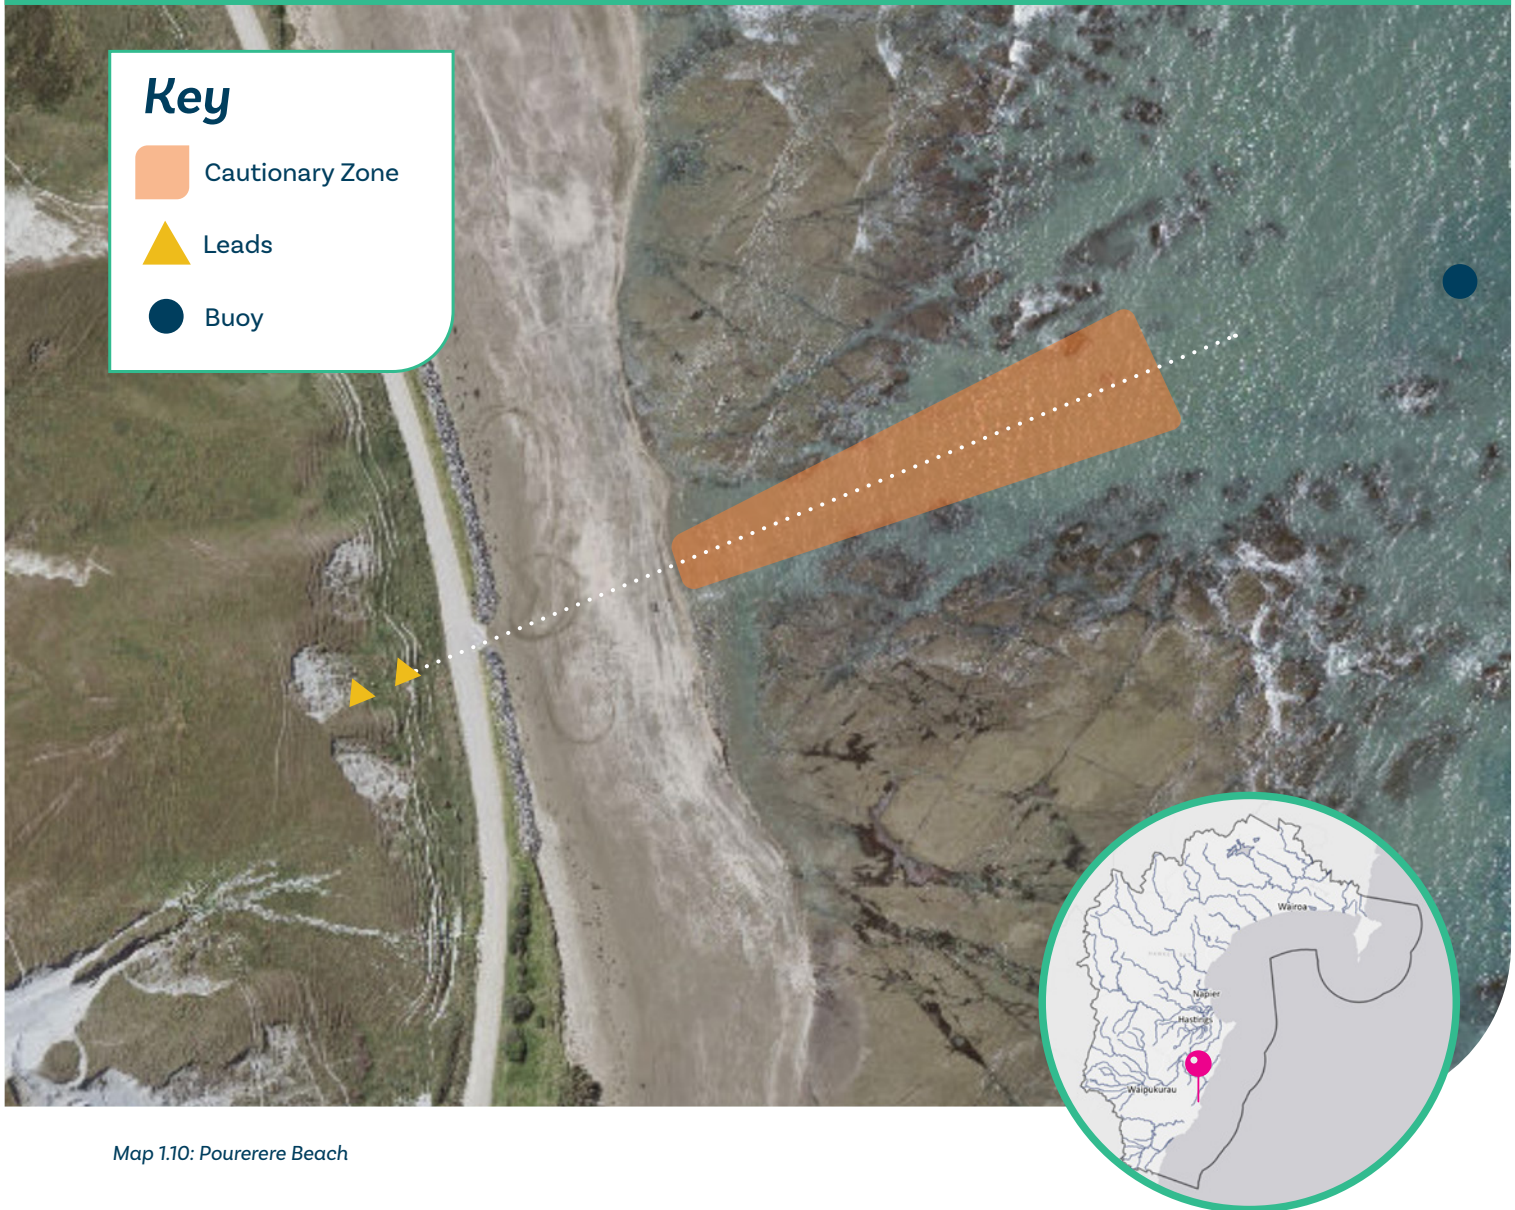 Key
Cautionary Zone
Leads
Buoy
Wairoa
Napier
Hastings
Waipukurau
Map 1.10: Pourerere Beach